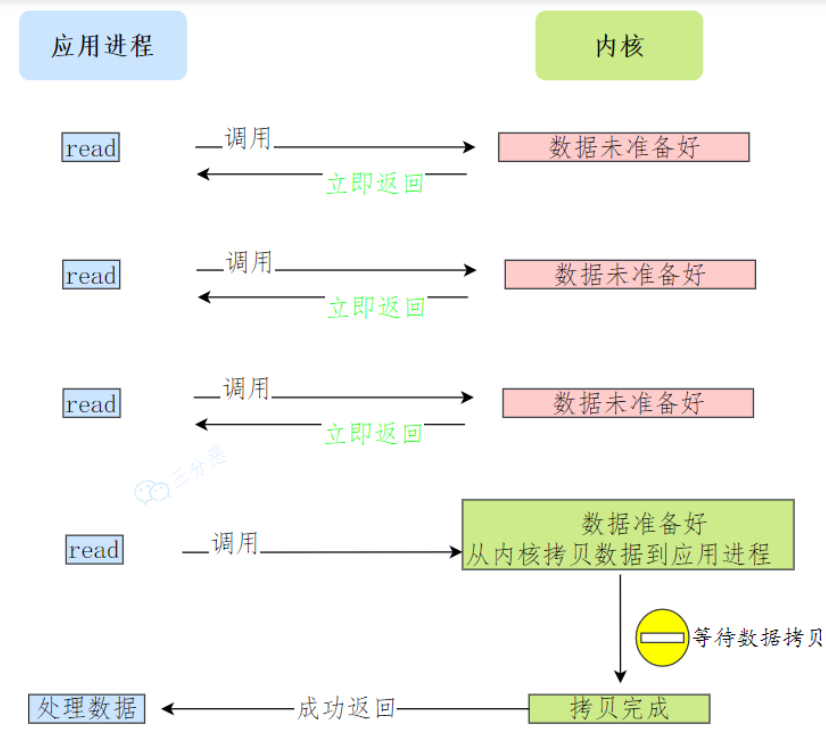 应用进程
内核
read
调用
数据未准备好
立即返回
read
调用
数据未准备好
立即返回
read
调用
数据未准备好
立即返回
三分恶
read
调用
数据准备好
从内核拷贝数据到应用进程
等待数据拷贝
处理数据
成功返回
拷贝完成